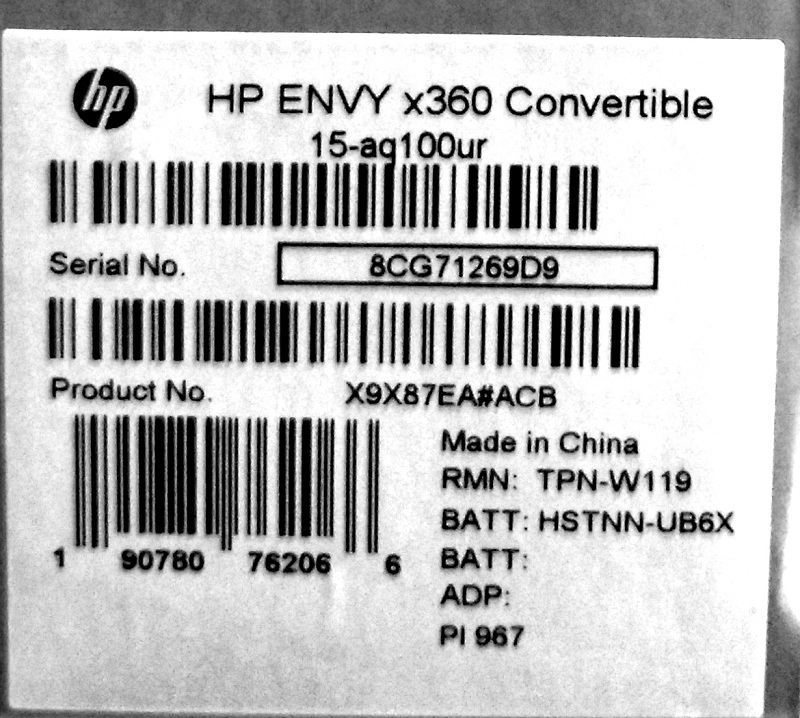 hp HP ENVY x360 Convertible
15-aq100ur
Serial No. 8CG71269D9
Product No. X9X87EA#ACB
Made in China
RMN: TPN-W119
BATT: HSTNN-UB6X
BATT:
ADP:
PI 967
1 90780 76206 6